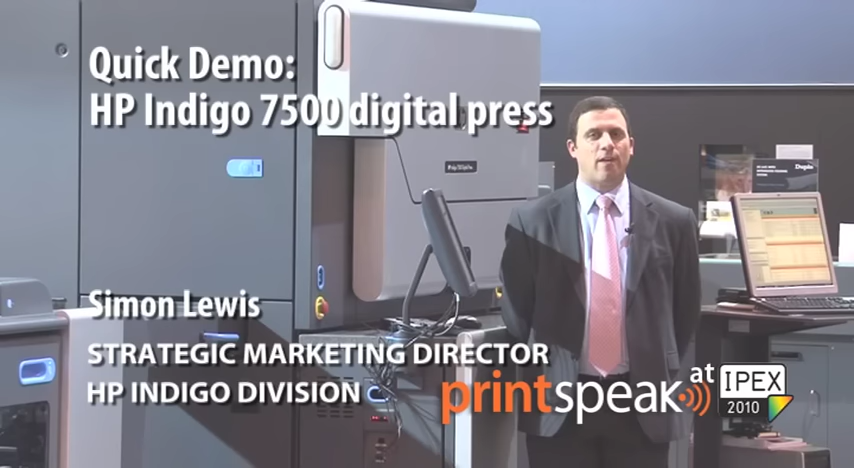 Quick Demo:
HP Indigo 7500 digital press
Duplo
Simon Lewis
STRATEGIC MARKETING DIRECTOR
HP INDIGO DIVISION
printspeak at IPEX
2010